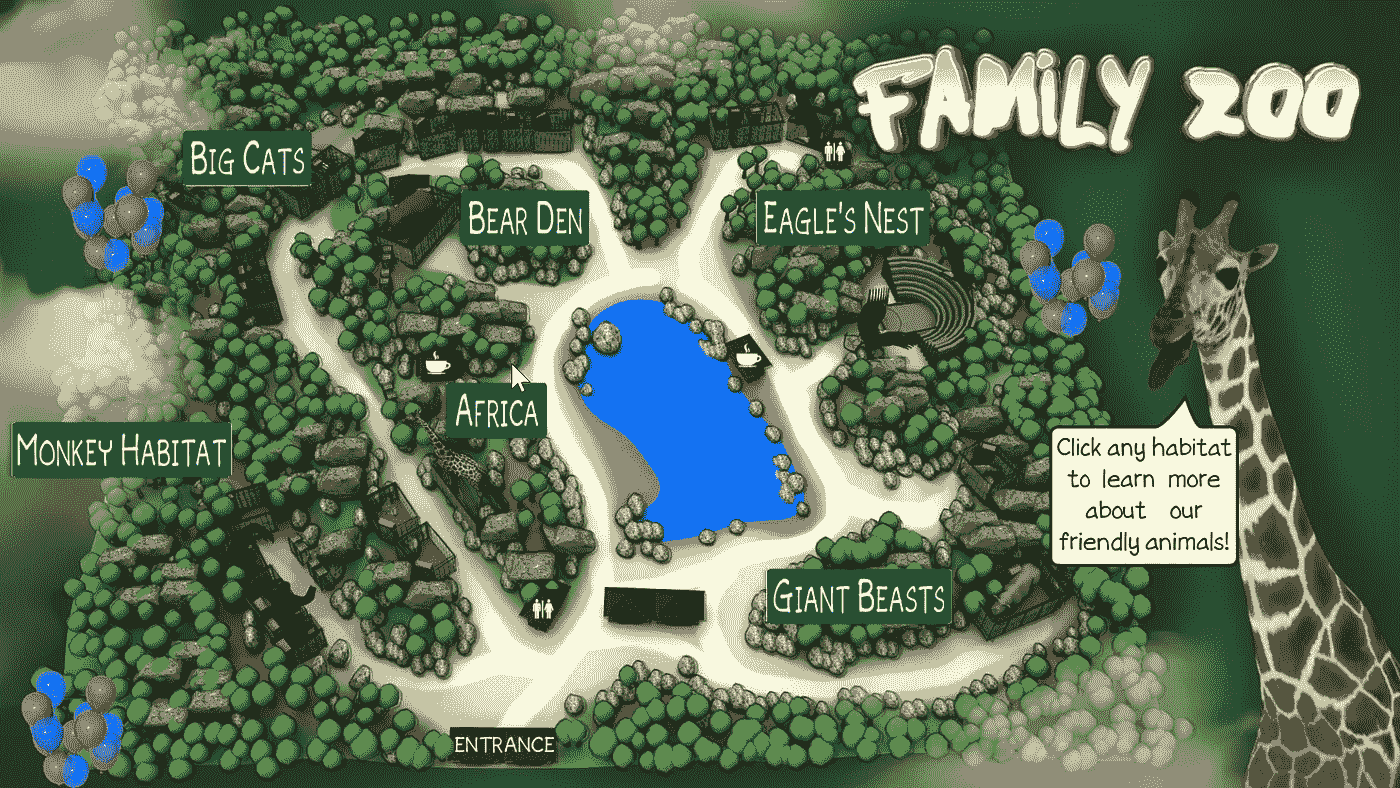 FAMILY ZOO
BIG CATS
BEAR DEN
EAGLE'S NEST
AFRICA
MONKEY HABITAT
Click any habitat
to learn more
about our
friendly animals!
GIANT BEASTS
ENTRANCE